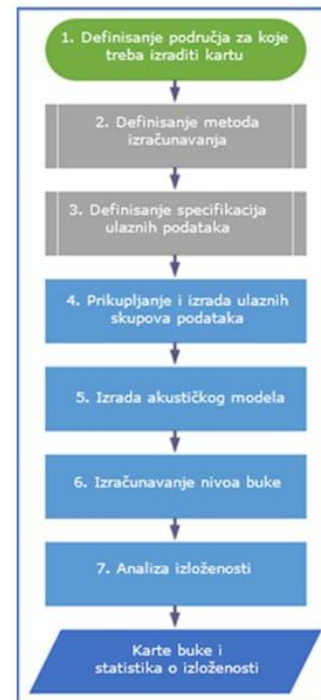 1. Definisanje područja za koje
treba izraditi kartu
2. Definisanje metoda
izračunavanja
3. Definisanje specifikacija
ulaznih podataka
4. Prikupljanje i izrada ulaznih
skupova podataka
5. Izrada akustičkog modela
6. Izračunavanje nivoa buke
7. Analiza izloženosti
Karte buke i
statistika o izloženosti